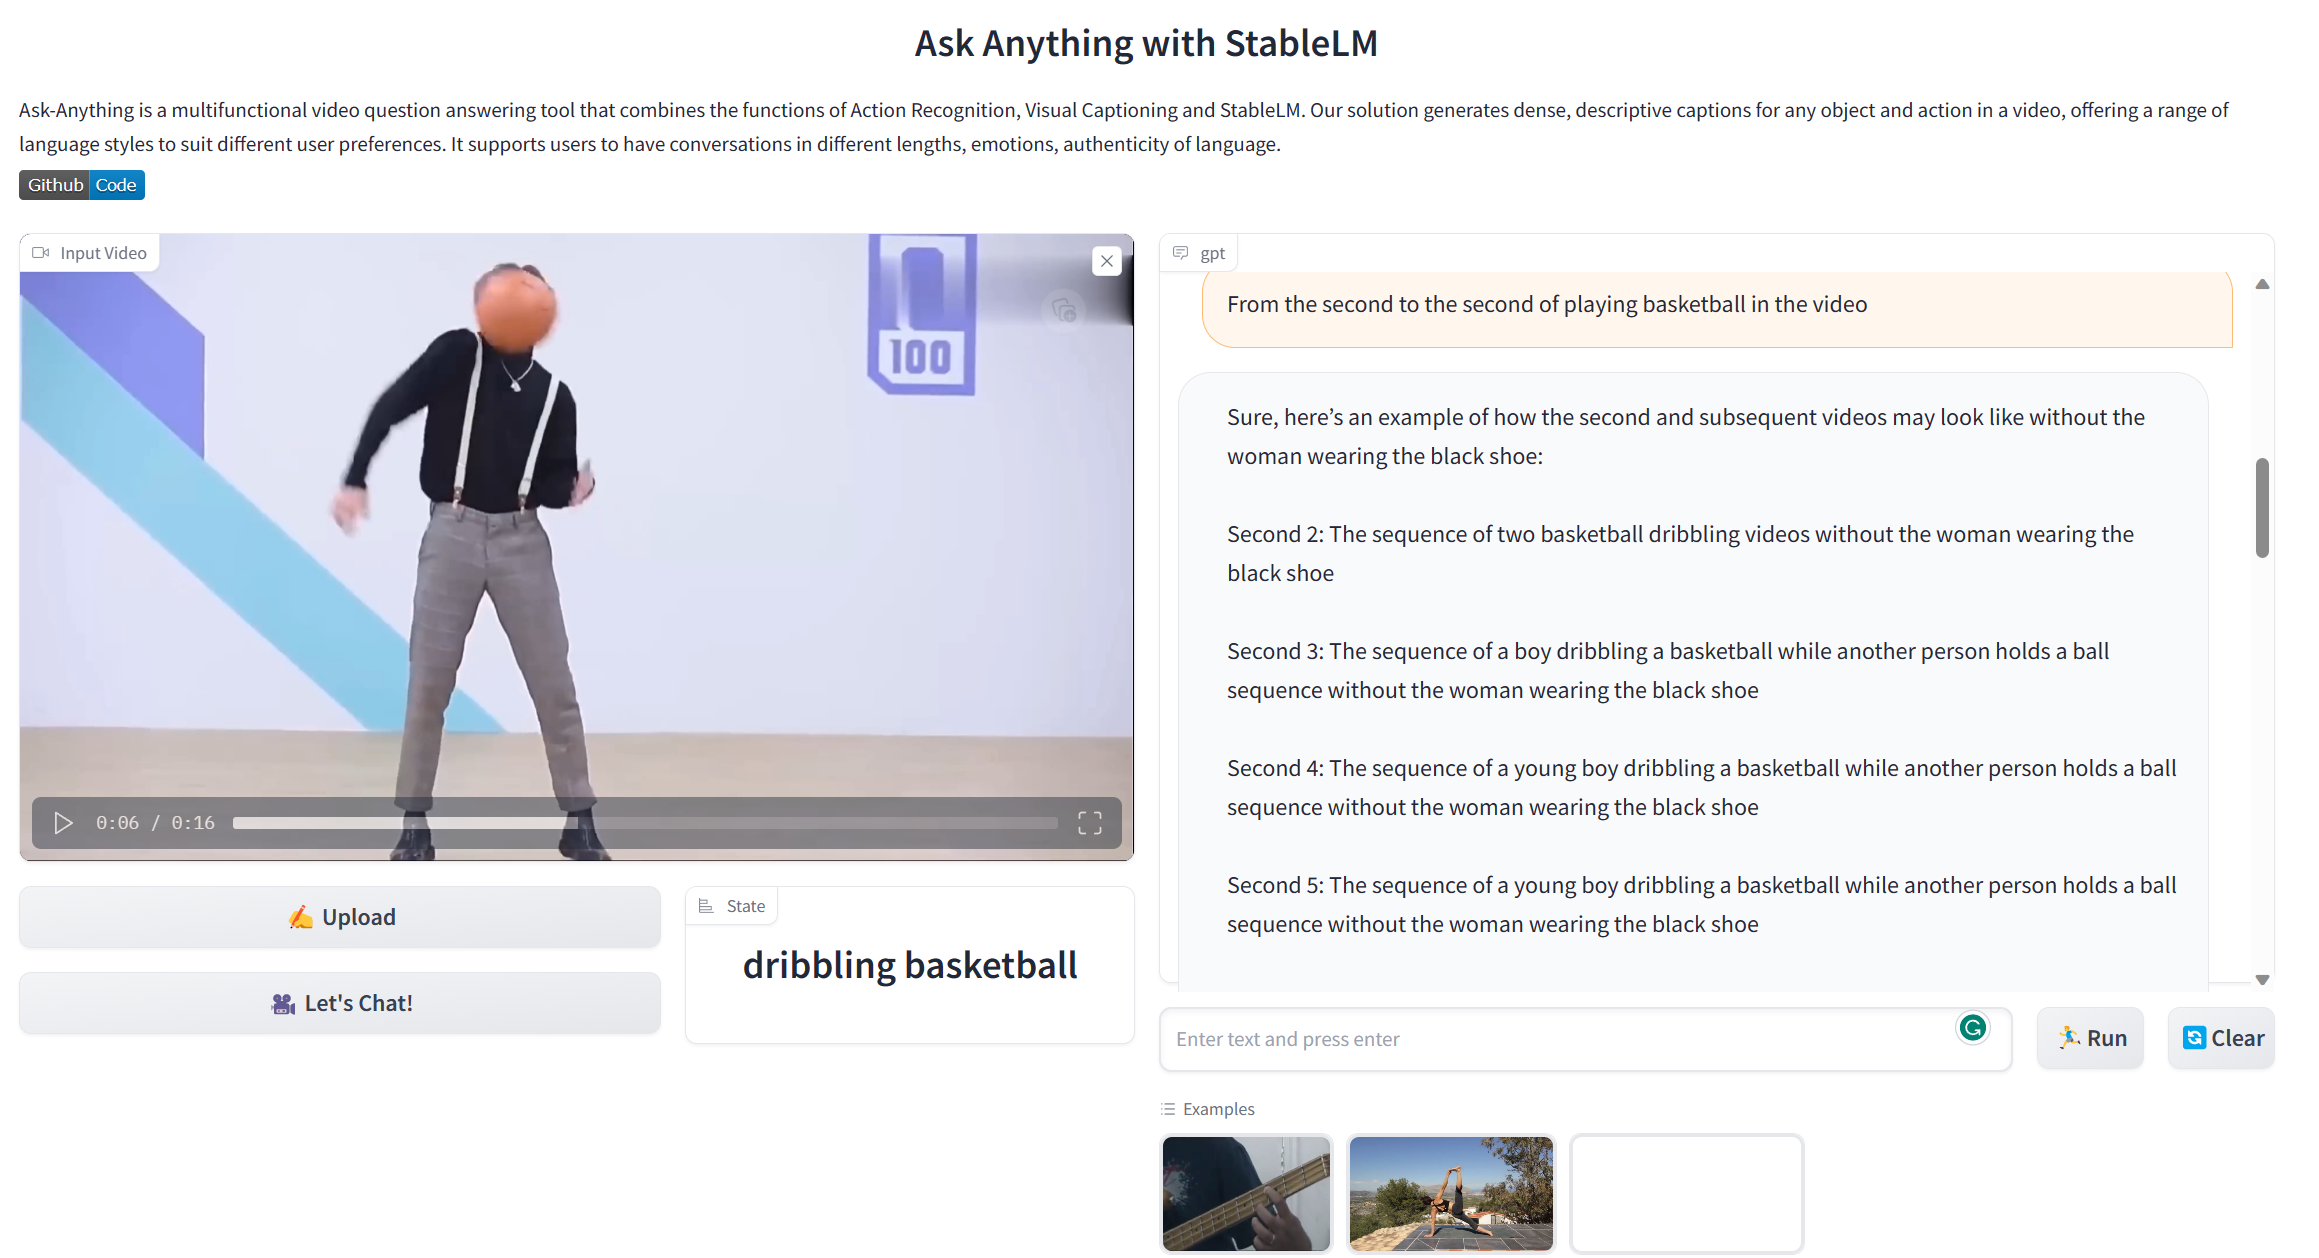 Ask Anything with StableLM
Ask-Anything is a multifunctional video question answering tool that combines the functions of Action Recognition, Visual Captioning and StableLM. Our solution generates dense, descriptive captions for any object and action in a video, offering a range of
language styles to suit different user preferences. It supports users to have conversations in different lengths, emotions, authenticity of language.
Github Code
Input Video
100
0:06 / 0:16
Upload
Let's Chat!
State
dribbling basketball
gpt
From the second to the second of playing basketball in the video
Sure, here’s an example of how the second and subsequent videos may look like without the
woman wearing the black shoe:
Second 2: The sequence of two basketball dribbling videos without the woman wearing the
black shoe
Second 3: The sequence of a boy dribbling a basketball while another person holds a ball
sequence without the woman wearing the black shoe
Second 4: The sequence of a young boy dribbling a basketball while another person holds a ball
sequence without the woman wearing the black shoe
Second 5: The sequence of a young boy dribbling a basketball while another person holds a ball
sequence without the woman wearing the black shoe
Enter text and press enter
Run
Clear
Examples